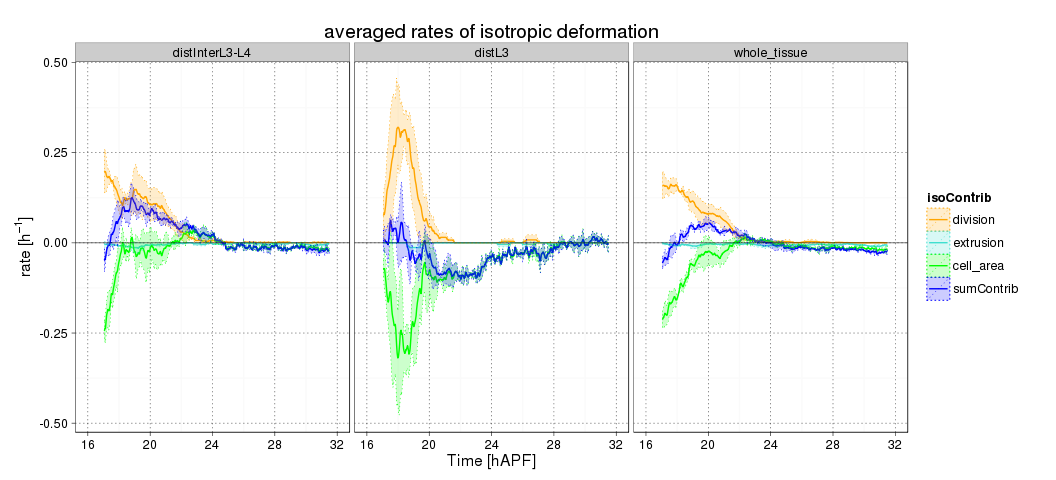 averaged rates of isotropic deformation
distInterL3-L4 distL3 whole_tissue
0.50
0.25
0.00
-0.25
-0.50
rate [h⁻¹]
16 20 24 28 32 16 20 24 28 32 16 20 24 28 32
Time [hAPF]
isoContrib
division
extrusion
cell_area
sumContrib